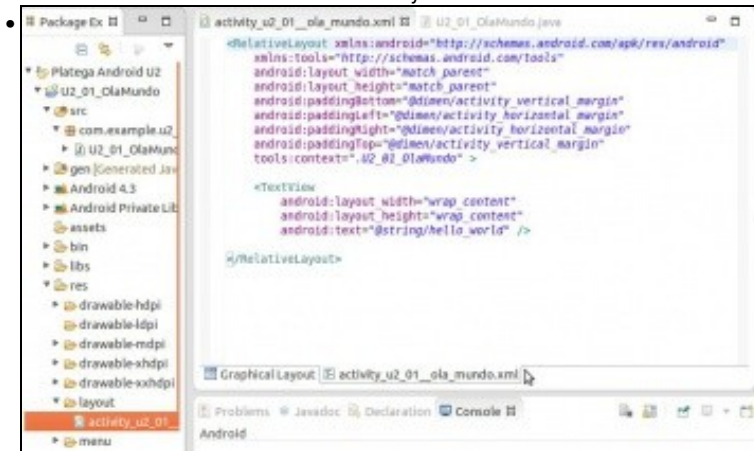 Package Ex
Platega Android U2
U2_01_OlaMundo
src
com.example.u2_
U2_01_OlaMund
gen [Generated Jav
Android 4.3
Android Private Lib
assets
bin
libs
res
drawable-hdpi
drawable-ldpi
drawable-mdpi
drawable-xhdpi
drawable-xxhdpi
layout
activity_u2_01__
menu
activity_u2_01__ola_mundo.xml U2_01_OlaMundo.java
<RelativeLayout xmlns:android="http://schemas.android.com/apk/res/android"
xmlns:tools="http://schemas.android.com/tools"
android:layout_width="match_parent"
android:layout_height="match_parent"
android:paddingBottom="@dimen/activity_vertical_margin"
android:paddingLeft="@dimen/activity_horizontal_margin"
android:paddingRight="@dimen/activity_horizontal_margin"
android:paddingTop="@dimen/activity_vertical_margin"
tools:context=".U2_01_OlaMundo" >
<TextView
android:layout_width="wrap_content"
android:layout_height="wrap_content"
android:text="@string/hello_world" />
</RelativeLayout>
Graphical Layout activity_u2_01__ola_mundo.xml
Problems Javadoc Declaration Console
Android